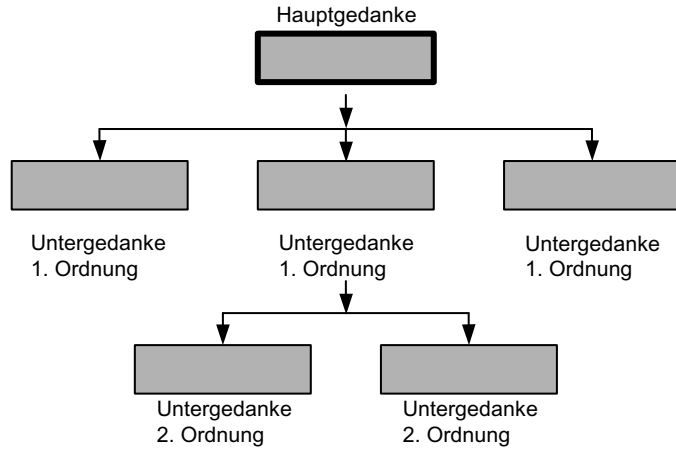 Hauptgedanke
Untergedanke
1. Ordnung
Untergedanke
1. Ordnung
Untergedanke
1. Ordnung
Untergedanke
2. Ordnung
Untergedanke
2. Ordnung